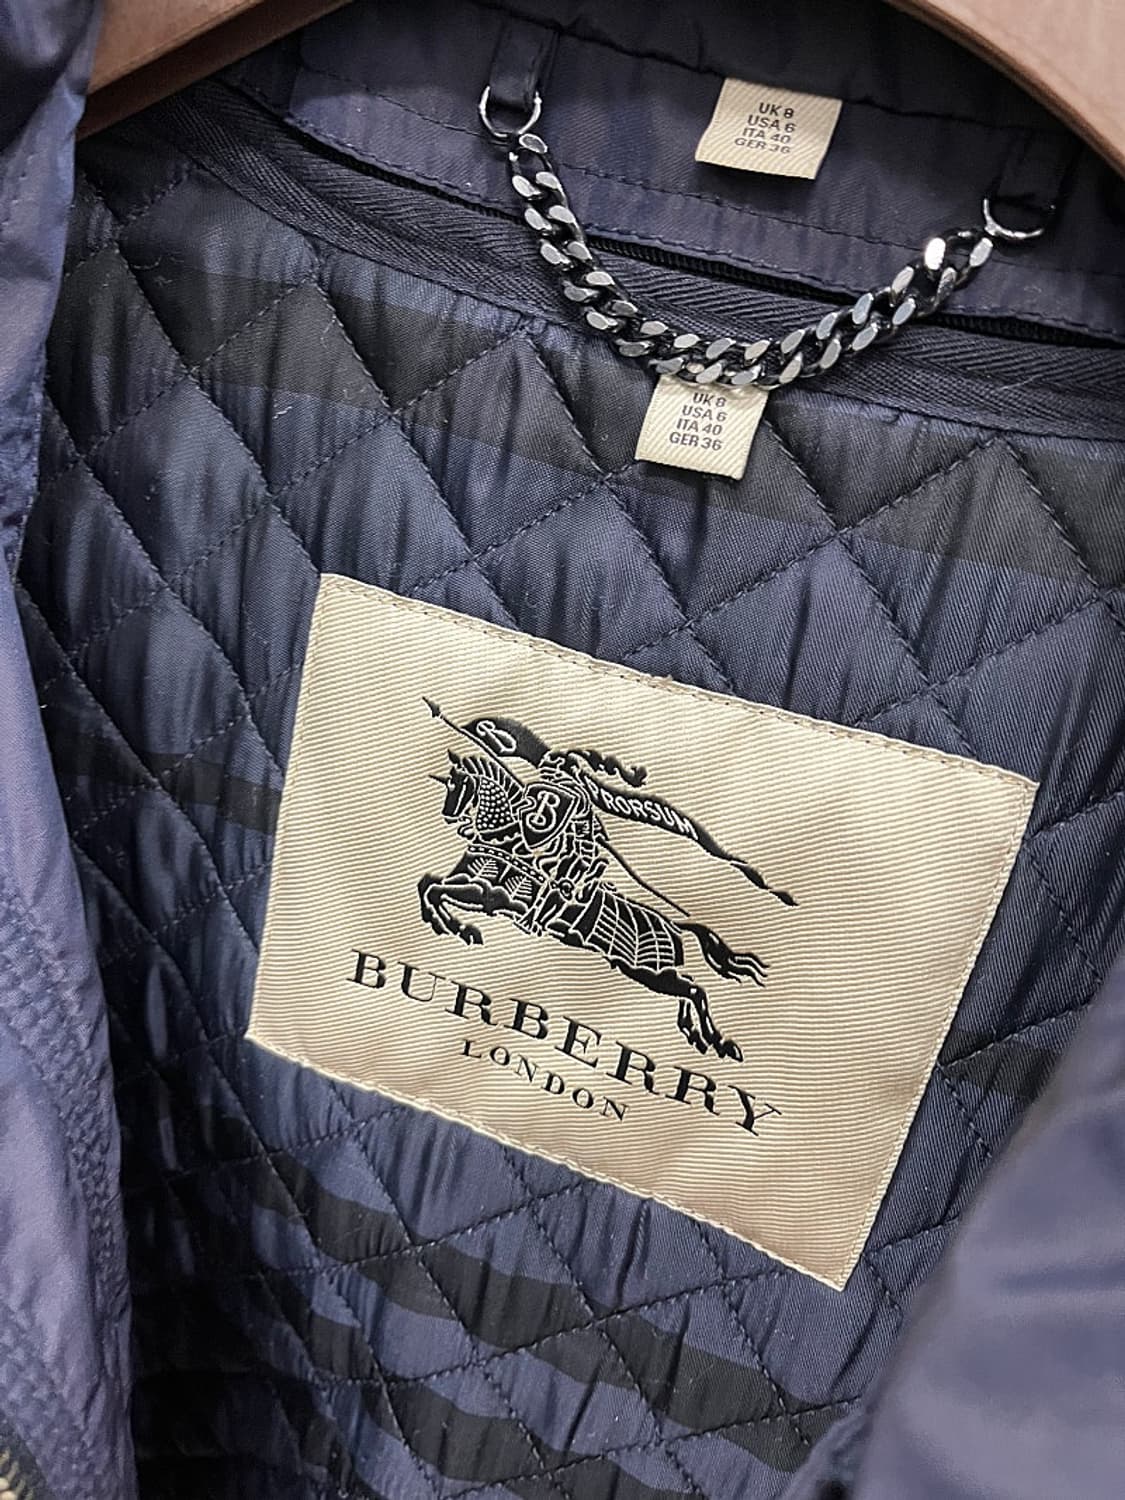 UK 8
USA 6
ITA 40
GER 36
UK 8
USA 6
ITA 40
GER 36
B
B
RORSUM
BURBERRY
LONDON